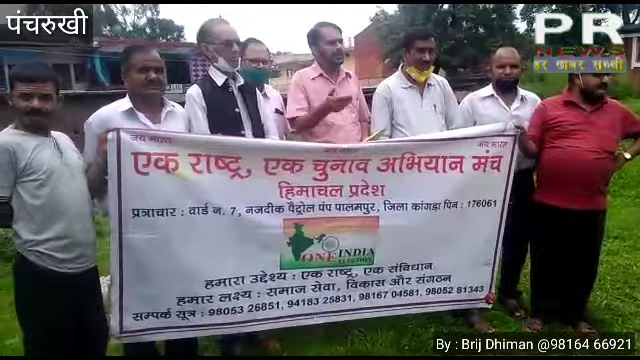 पंचरुखी
PR
NEWS
हर खबर सच्ची
जय भारत
जय भारत
जय भारत
एक राष्ट्र, एक चुनाव अभियान मंच
हिमाचल प्रदेश
प्रत्राचार : वार्ड न. 7, नजदीक पैट्रोल पंप पालमपुर, जिला कांगड़ा पिन : 176061
ONE INDIA
ELECTION
हमारा उद्देश्य : एक राष्ट्र, एक संविधान
हमार लक्ष्य : समाज सेवा, विकास और संगठन
सम्पर्क सूत्र : 98053 26851, 94183 25831, 98167 04581, 98052 81343
By : Brij Dhiman @98164 66921